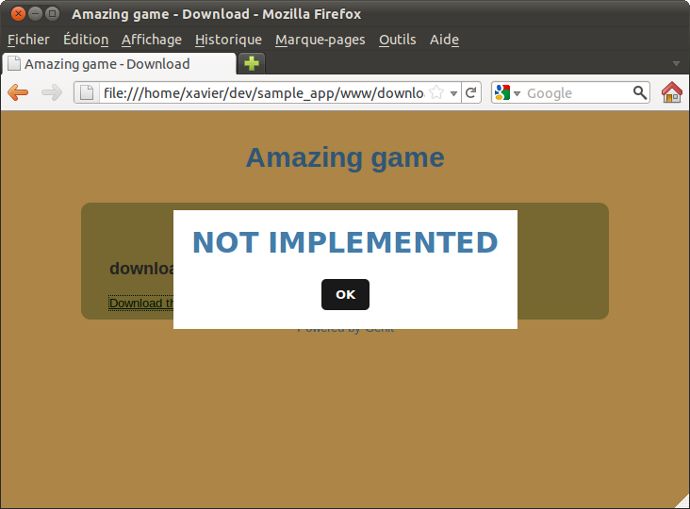 Amazing game - Download - Mozilla Firefox
Fichier Édition Affichage Historique Marque-pages Outils Aide
Amazing game - Download
file:///home/xavier/dev/sample_app/www/downlo
Google
Amazing game
NOT IMPLEMENTED
downloa
Download th
OK
Powered by